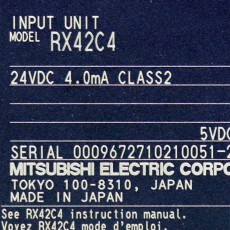 INPUT UNIT
MODEL RX42C4
24VDC 4.0mA CLASS2
5VDC
SERIAL 0009672710210051-
MITSUBISHI ELECTRIC CORPO
TOKYO 100-8310, JAPAN
MADE IN JAPAN
See RX42C4 instruction manual.
Voyez RX42C4 mode d'emploi.